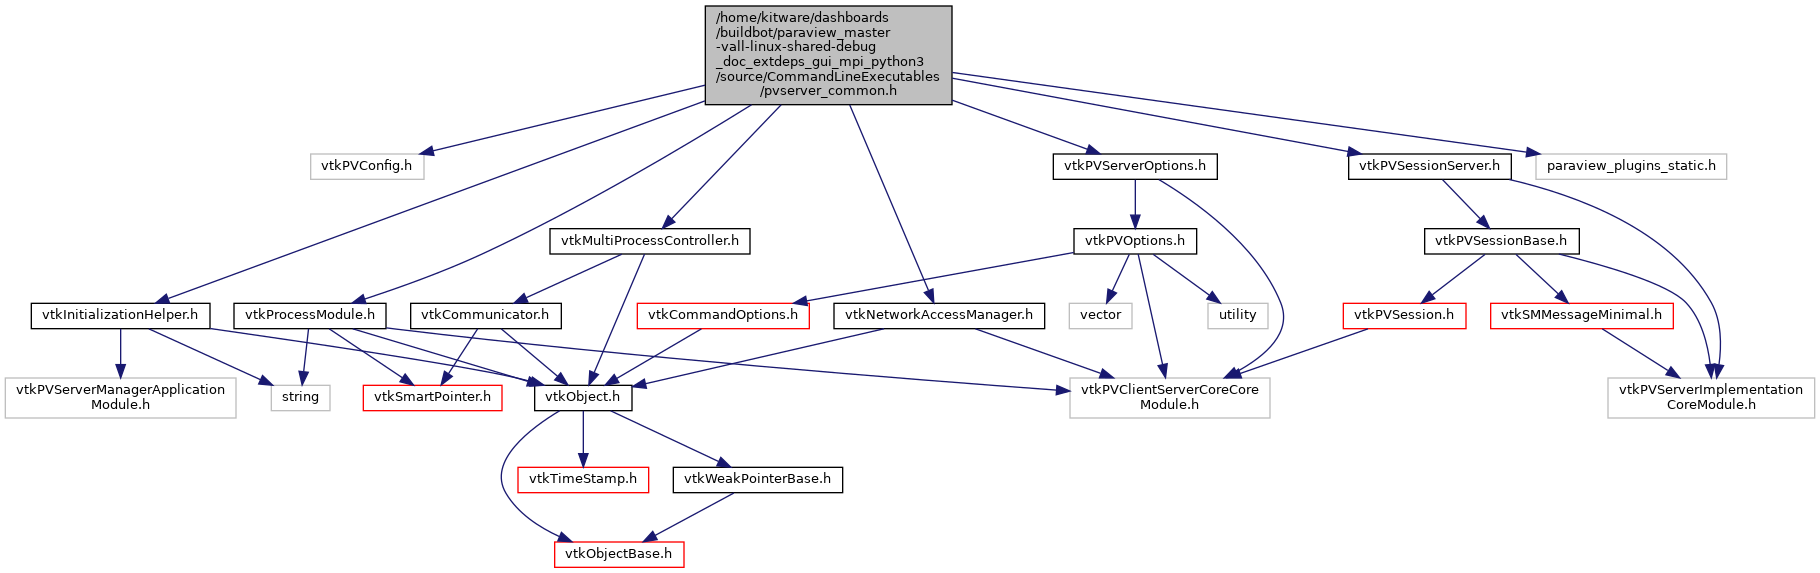 /home/kitware/dashboards
/buildbot/paraview_master
-vall-linux-shared-debug
_doc_extdeps_gui_mpi_python3
/source/CommandLineExecutables
/pvserver_common.h
vtkPVConfig.h
vtkPVServerOptions.h
vtkPVSessionServer.h
paraview_plugins_static.h
vtkMultiProcessController.h
vtkPVOptions.h
vtkPVSessionBase.h
vtkInitializationHelper.h
vtkProcessModule.h
vtkCommunicator.h
vtkCommandOptions.h
vtkNetworkAccessManager.h
vector
utility
vtkPVSession.h
vtkSMMessageMinimal.h
vtkPVServerManagerApplication
Module.h
string
vtkSmartPointer.h
vtkObject.h
vtkPVClientServerCoreCore
Module.h
vtkPVServerImplementation
CoreModule.h
vtkTimeStamp.h
vtkWeakPointerBase.h
vtkObjectBase.h